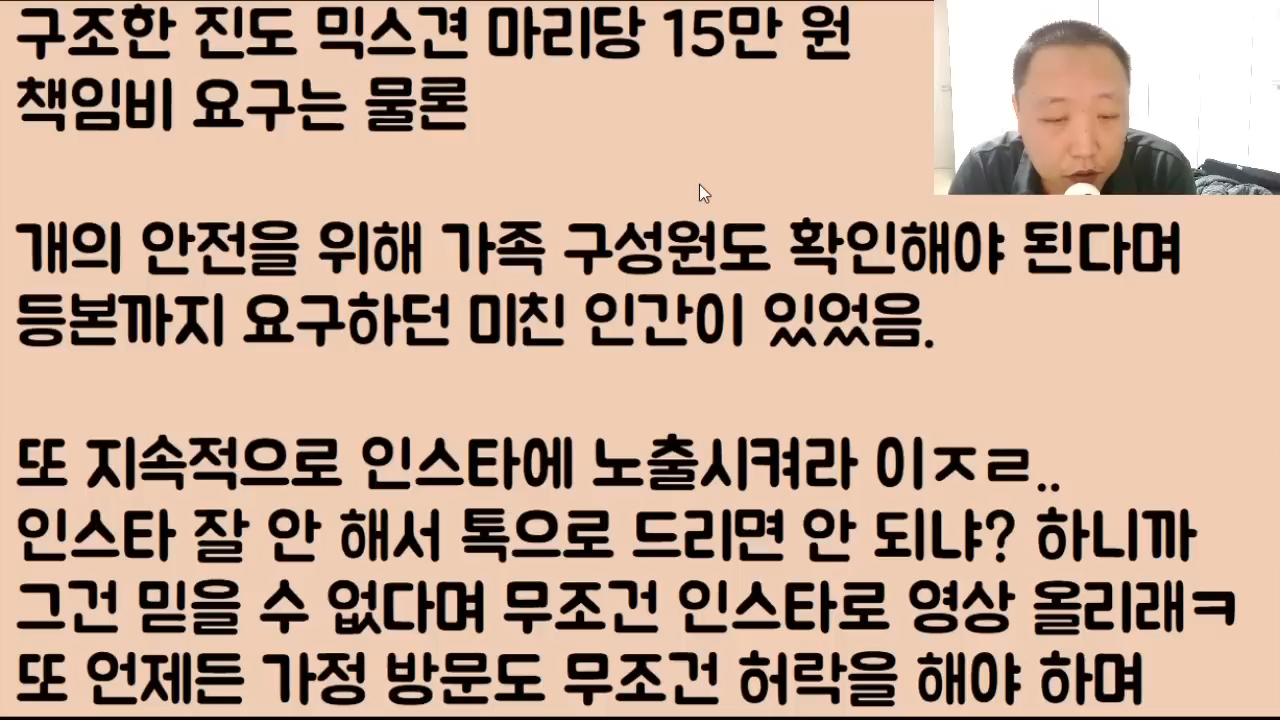 구조한 진도 믹스견 마리당 15만 원
책임비 요구는 물론
개의 안전을 위해 가족 구성원도 확인해야 된다며
등본까지 요구하던 미친 인간이 있었음.
또 지속적으로 인스타에 노출시켜라 이ㅈㄹ..
인스타 잘 안 해서 톡으로 드리면 안 되냐? 하니까
그건 믿을 수 없다며 무조건 인스타로 영상 올리래ㅋ
또 언제든 가정 방문도 무조건 허락을 해야 하며